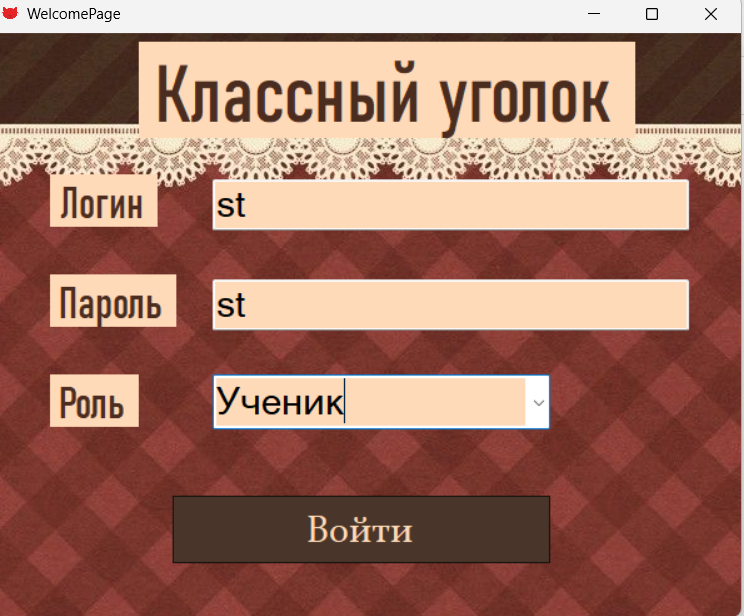 WelcomePage
Классный уголок
Логин
st
Пароль
st
Роль
Ученик
Войти